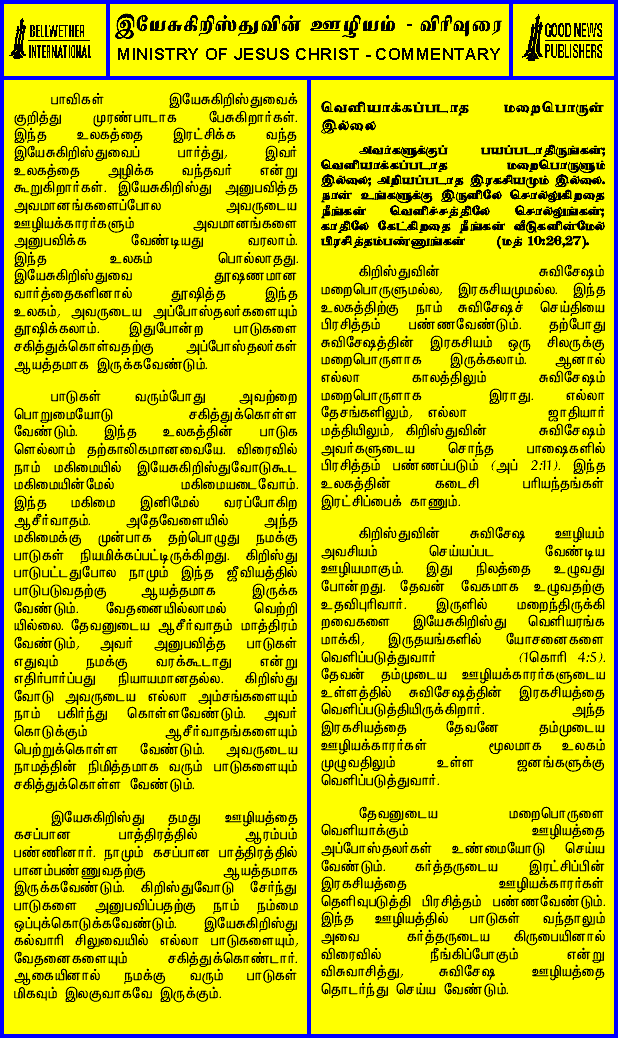 BELLWETHER
INTERNATIONAL
இயேசுகிறிஸ்துவின் ஊழியம் - விரிவுரை
MINISTRY OF JESUS CHRIST - COMMENTARY
GOOD NEWS
PUBLISHERS
பாவிகள் இயேசுகிறிஸ்துவைக்
குறித்து முரண்பாடாக பேசுகிறார்கள்.
இந்த உலகத்தை இரட்சிக்க வந்த
இயேசுகிறிஸ்துவைப் பார்த்து, இவர்
உலகத்தை அழிக்க வந்தவர் என்று
கூறுகிறார்கள். இயேசுகிறிஸ்து அனுபவித்த
அவமானங்களைப்போல அவருடைய
ஊழியக்காரர்களும் அவமானங்களை
அனுபவிக்க வேண்டியது வரலாம்.
இந்த உலகம் பொல்லாதது.
இயேசுகிறிஸ்துவை தூஷணமான
வார்த்தைகளினால் தூஷித்த இந்த
உலகம், அவருடைய அப்போஸ்தலர்களையும்
தூஷிக்கலாம். இதுபோன்ற பாடுகளை
சகித்துக்கொள்வதற்கு அப்போஸ்தலர்கள்
ஆயத்தமாக இருக்கவேண்டும்.
பாடுகள் வரும்போது அவற்றை
பொறுமையோடு சகித்துக்கொள்ள
வேண்டும். இந்த உலகத்தின் பாடுக
ளெல்லாம் தற்காலிகமானவையே. விரைவில்
நாம் மகிமையில் இயேசுகிறிஸ்துவோடுகூட
மகிமையின்மேல் மகிமையடைவோம்.
இந்த மகிமை இனிமேல் வரப்போகிற
ஆசீர்வாதம். அதேவேளையில் அந்த
மகிமைக்கு முன்பாக தற்பொழுது நமக்கு
பாடுகள் நியமிக்கப்பட்டிருக்கிறது. கிறிஸ்து
பாடுபட்டதுபோல நாமும் இந்த ஜீவியத்தில்
பாடுபடுவதற்கு ஆயத்தமாக இருக்க
வேண்டும். வேதனையில்லாமல் வெற்றி
யில்லை. தேவனுடைய ஆசீர்வாதம் மாத்திரம்
வேண்டும், அவர் அனுபவித்த பாடுகள்
எதுவும் நமக்கு வரக்கூடாது என்று
எதிர்பார்ப்பது நியாயமானதல்ல. கிறிஸ்து
வோடு அவருடைய எல்லா அம்சங்களையும்
நாம் பகிர்ந்து கொள்ளவேண்டும். அவர்
கொடுக்கும் ஆசீர்வாதங்களையும்
பெற்றுக்கொள்ள வேண்டும். அவருடைய
நாமத்தின் நிமித்தமாக வரும் பாடுகளையும்
சகித்துக்கொள்ள வேண்டும்.
இயேசுகிறிஸ்து தமது ஊழியத்தை
கசப்பான பாத்திரத்தில் ஆரம்பம்
பண்ணினார். நாமும் கசப்பான பாத்திரத்தில்
பானம்பண்ணுவதற்கு ஆயத்தமாக
இருக்கவேண்டும். கிறிஸ்துவோடு சேர்ந்து
பாடுகளை அனுபவிப்பதற்கு நாம் நம்மை
ஒப்புக்கொடுக்கவேண்டும். இயேசுகிறிஸ்து
கல்வாரி சிலுவையில் எல்லா பாடுகளையும்,
வேதனைகளையும் சகித்துக்கொண்டார்.
ஆகையினால் நமக்கு வரும் பாடுகள்
மிகவும் இலகுவாகவே இருக்கும்.
வெளியாக்கப்படாத மறைபொருள்
இல்லை
அவர்களுக்குப் பயப்படாதிருங்கள்;
வெளியாக்கப்படாத மறைபொருளும்
இல்லை; அறியப்படாத இரகசியமும் இல்லை.
நான் உங்களுக்கு இருளிலே சொல்லுகிறதை
நீங்கள் வெளிச்சத்திலே சொல்லுங்கள்;
காதிலே கேட்கிறதை நீங்கள் வீடுகளின்மேல்
பிரசித்தம்பண்ணுங்கள் (மத் 10:26,27).
கிறிஸ்துவின் சுவிசேஷம்
மறைபொருளுமல்ல, இரகசியமுமல்ல. இந்த
உலகத்திற்கு நாம் சுவிசேஷச் செய்தியை
பிரசித்தம் பண்ணவேண்டும். தற்போது
சுவிசேஷத்தின் இரகசியம் ஒரு சிலருக்கு
மறைபொருளாக இருக்கலாம். ஆனால்
எல்லா காலத்திலும் சுவிசேஷம்
மறைபொருளாக இராது. எல்லா
தேசங்களிலும், எல்லா ஜாதியார்
மத்தியிலும், கிறிஸ்துவின் சுவிசேஷம்
அவர்களுடைய சொந்த பாஷைகளில்
பிரசித்தம் பண்ணப்படும் (அப் 2:11). இந்த
உலகத்தின் கடைசி பரியந்தங்கள்
இரட்சிப்பைக் காணும்.
கிறிஸ்துவின் சுவிசேஷ ஊழியம்
அவசியம் செய்யப்பட வேண்டிய
ஊழியமாகும். இது நிலத்தை உழுவது
போன்றது. தேவன் வேகமாக உழுவதற்கு
உதவிபுரிவார். இருளில் மறைந்திருக்கி
றவைகளை இயேசுகிறிஸ்து வெளியரங்க
மாக்கி, இருதயங்களில் யோசனைகளை
வெளிப்படுத்துவார் (1கொரி 4:5).
தேவன் தம்முடைய ஊழியக்காரர்களுடைய
உள்ளத்தில் சுவிசேஷத்தின் இரகசியத்தை
வெளிப்படுத்தியிருக்கிறார். அந்த
இரகசியத்தை தேவனே தம்முடைய
ஊழியக்காரர்கள் மூலமாக உலகம்
முழுவதிலும் உள்ள ஜனங்களுக்கு
வெளிப்படுத்துவார்.
தேவனுடைய மறைபொருளை
வெளியாக்கும் ஊழியத்தை
அப்போஸ்தலர்கள் உண்மையோடு செய்ய
வேண்டும். கர்த்தருடைய இரட்சிப்பின்
இரகசியத்தை ஊழியக்காரர்கள்
தெளிவுபடுத்தி பிரசித்தம் பண்ணவேண்டும்.
இந்த ஊழியத்தில் பாடுகள் வந்தாலும்
அவை கர்த்தருடைய கிருபையினால்
விரைவில் நீங்கிப்போகும் என்று
விசுவாசித்து, சுவிசேஷ ஊழியத்தை
தொடர்ந்து செய்ய வேண்டும்.